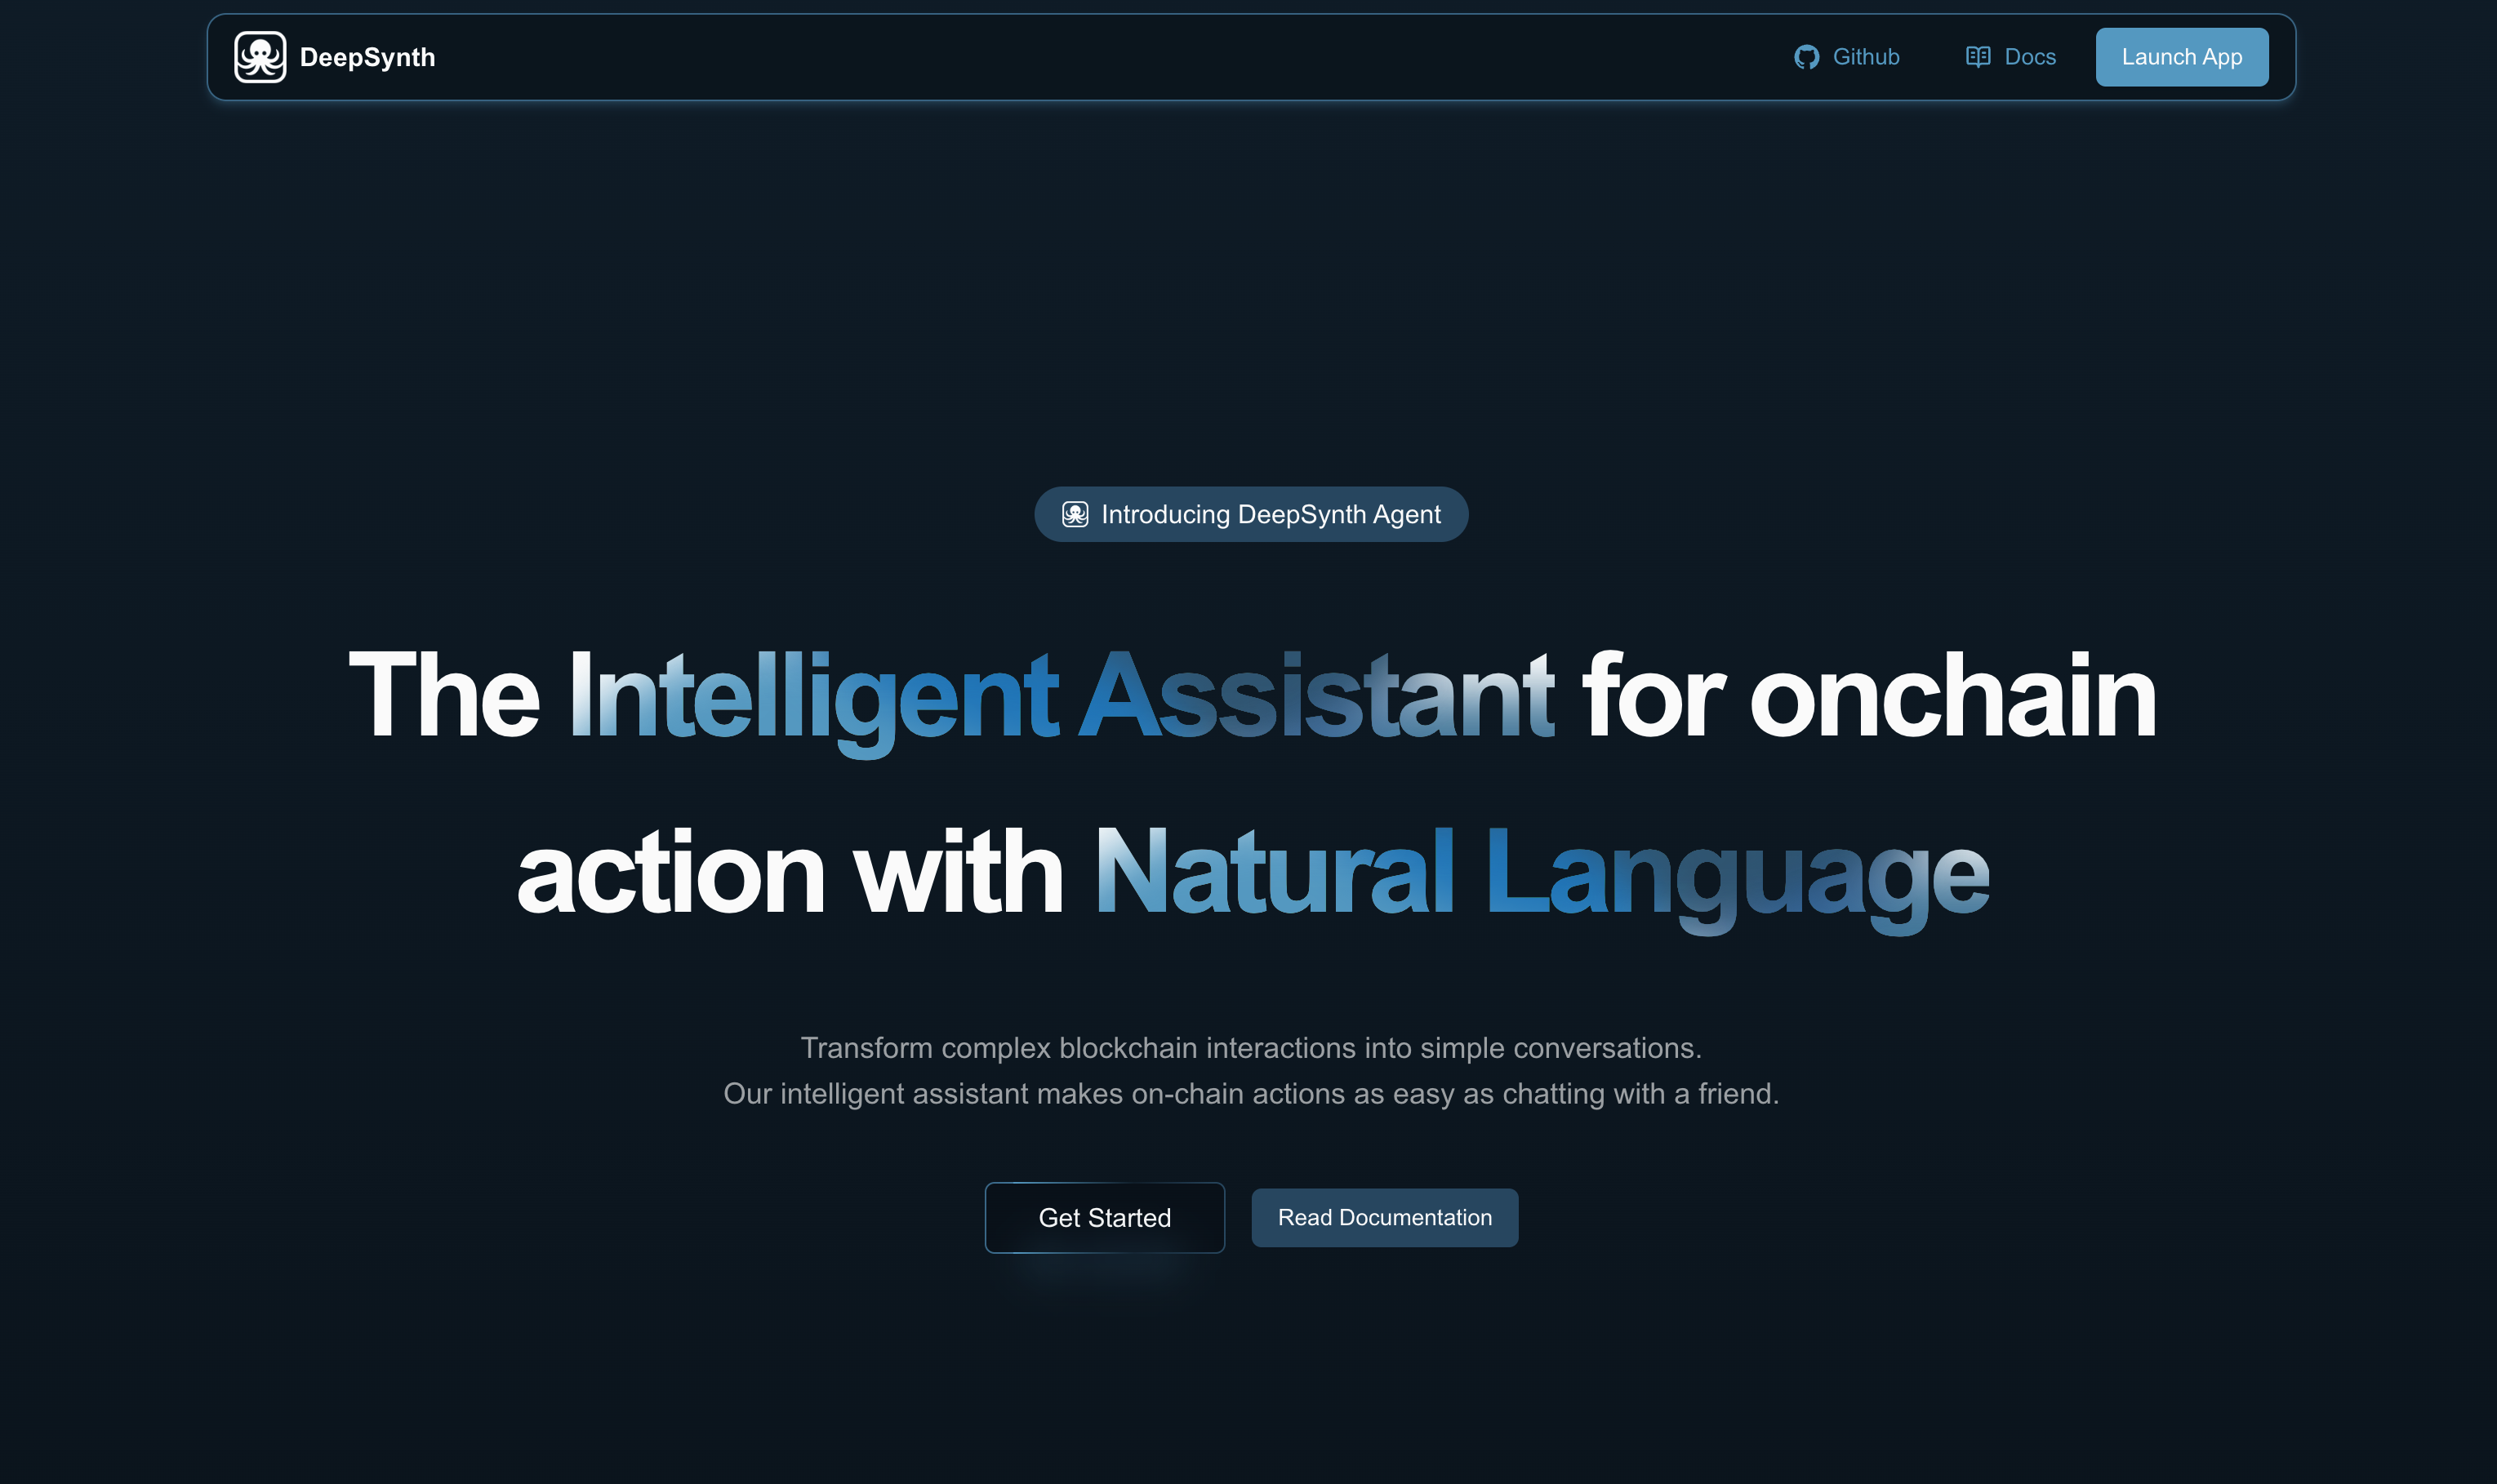 DeepSynth
Github
Docs
Launch App
Introducing DeepSynth Agent
The Intelligent Assistant for onchain
action with Natural Language
Transform complex blockchain interactions into simple conversations.
Our intelligent assistant makes on-chain actions as easy as chatting with a friend.
Get Started
Read Documentation